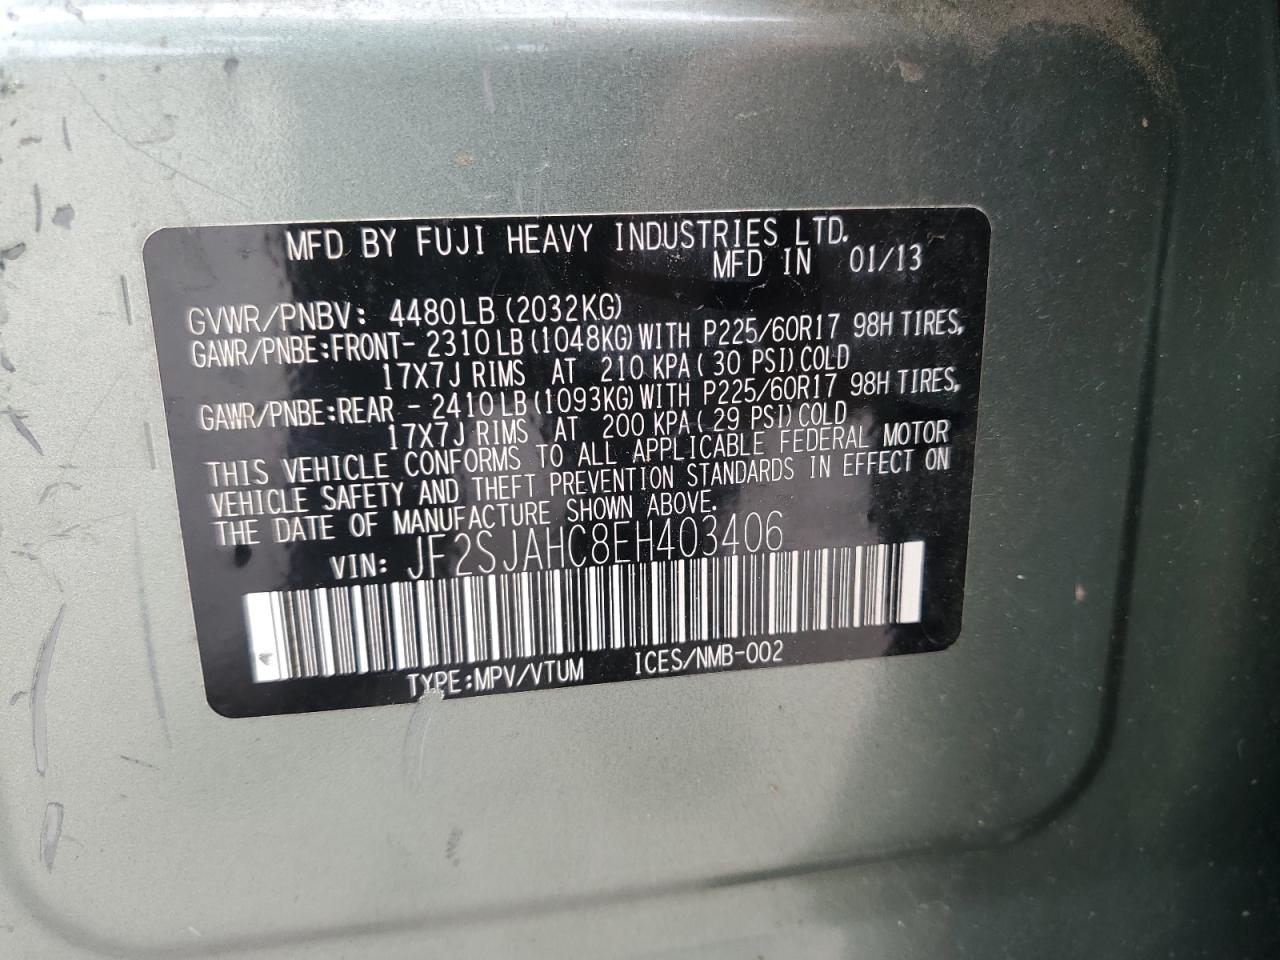 MFD BY FUJI HEAVY INDUSTRIES LTD.
MFD IN 01/13
GVWR/PNBV: 4480LB (2032KG)
GAWR/PNBE:FRONT- 2310LB (1048KG) WITH P225/60R17 98H TIRES,
17X7J RIMS AT 210 KPA ( 30 PSI) COLD
GAWR/PNBE:REAR - 2410LB (1093KG) WITH P225/60R17 98H TIRES,
17X7J RIMS AT 200 KPA ( 29 PSI) COLD
THIS VEHICLE CONFORMS TO ALL APPLICABLE FEDERAL MOTOR
VEHICLE SAFETY AND THEFT PREVENTION STANDARDS IN EFFECT ON
THE DATE OF MANUFACTURE SHOWN ABOVE.
VIN: JF2SJAHC8EH403406
TYPE:MPV/VTUM ICES/NMB-002